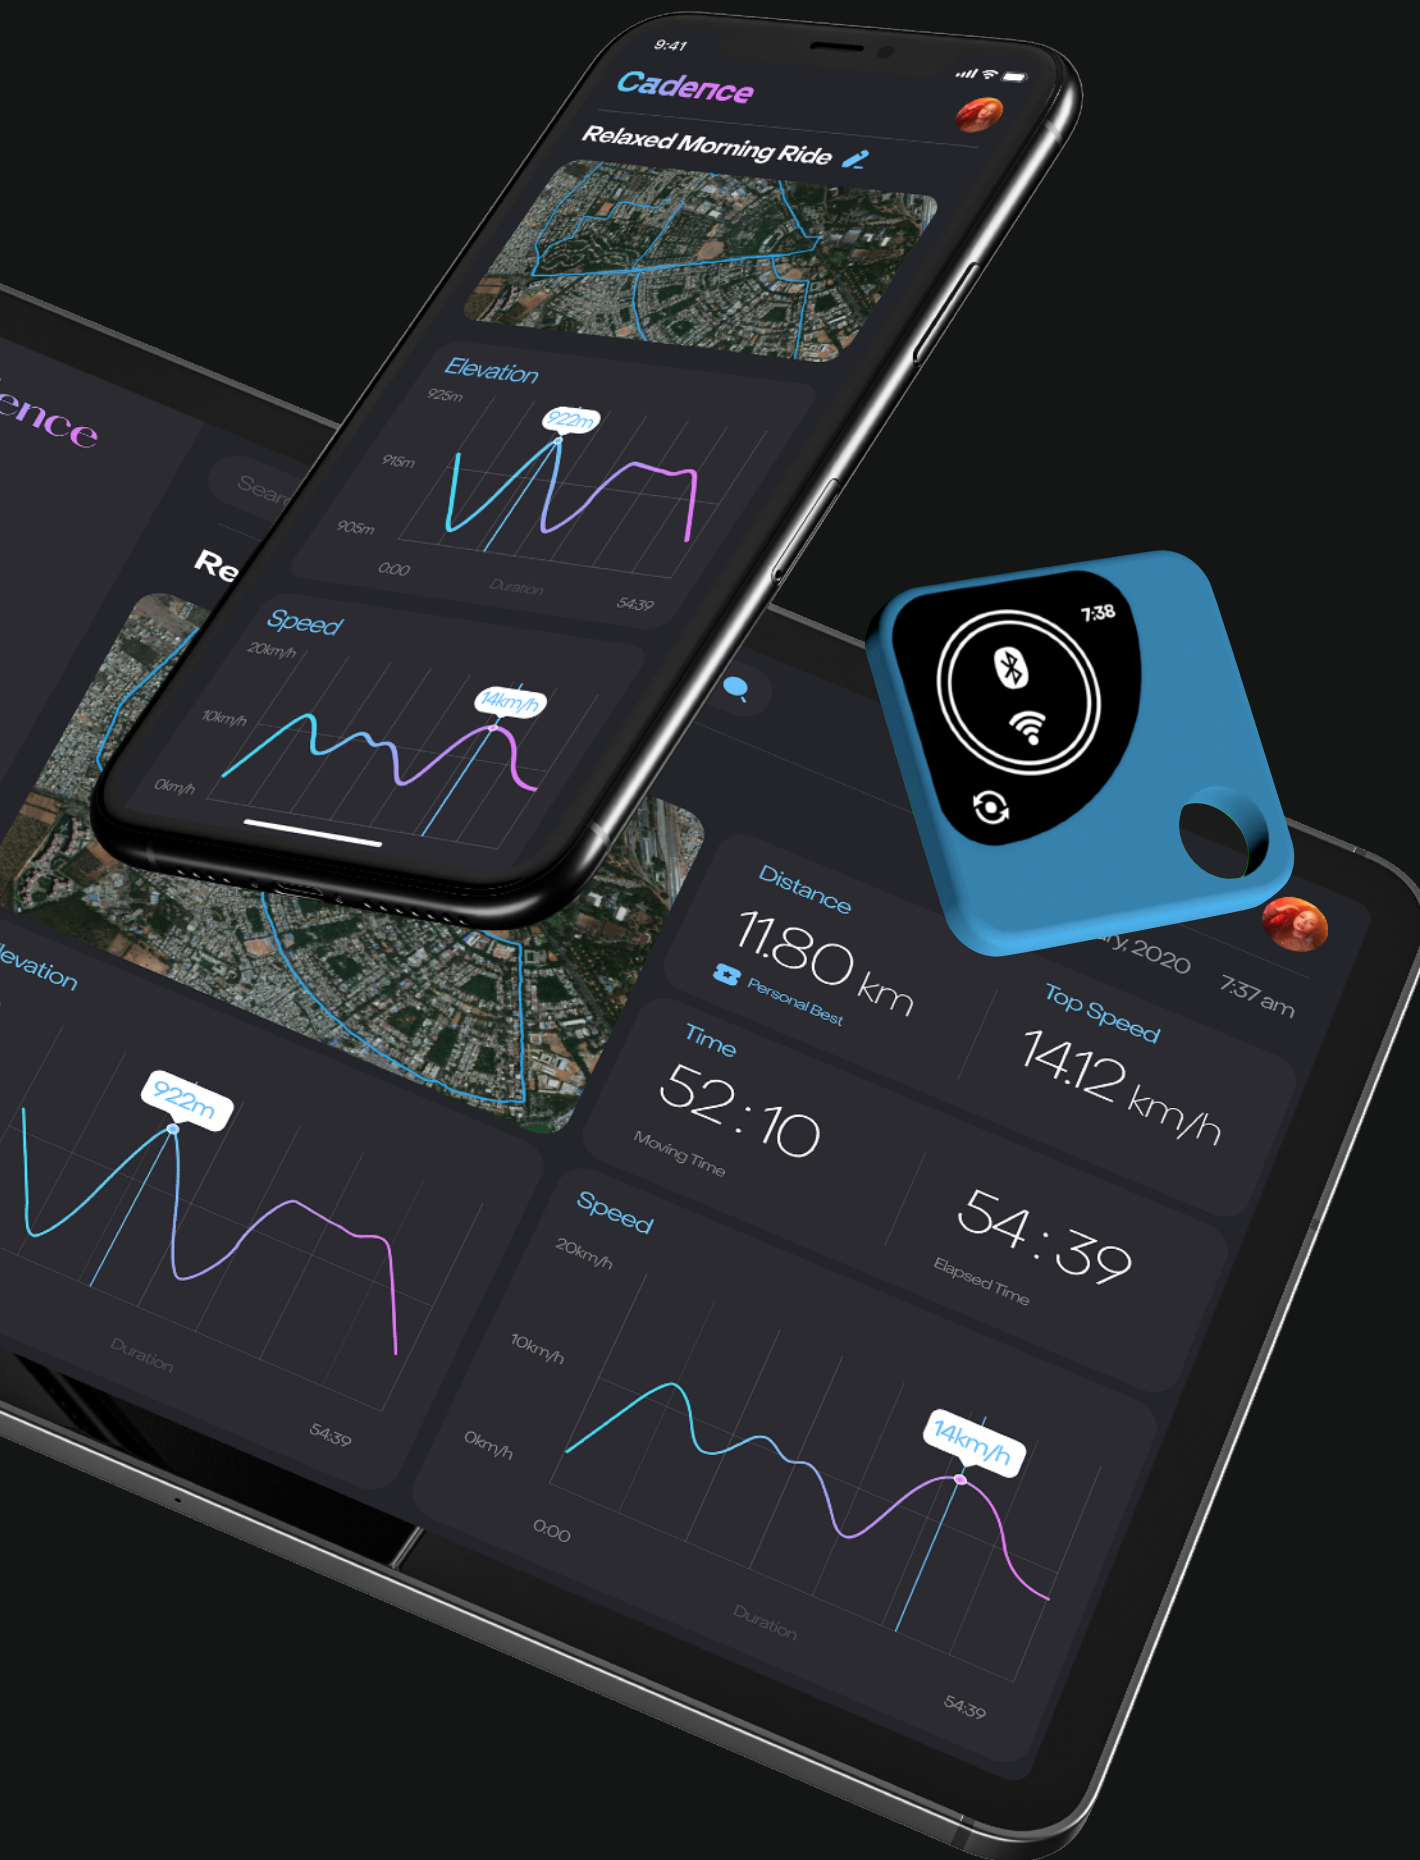 9:41
Cadence
Relaxed Morning Ride
Elevation
925m
922m
915m
905m
0:00
Duration
54:39
Speed
20km/h
14km/h
10km/h
0km/h
7:38
ence
Sear
Re
ry, 2020
7:37 am
Distance
11.80 km
Personal Best
Top Speed
14.12 km/h
Time
52:10
Moving Time
54:39
Elapsed Time
levation
922m
Duration
54:39
Speed
20km/h
14km/h
10km/h
0km/h
0:00
Duration
54:39